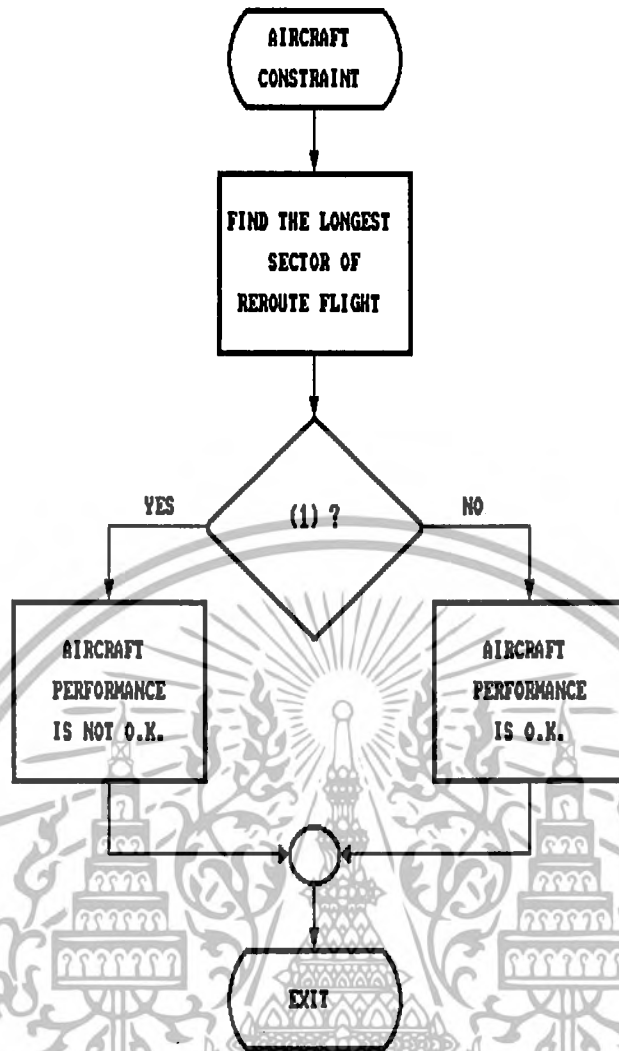 AIRCRAFT
CONSTRAINT
FIND THE LONGEST
SECTOR OF
REROUTE FLIGHT
(1) ?
YES
NO
AIRCRAFT
PERFORMANCE
IS NOT O.K.
AIRCRAFT
PERFORMANCE
IS O.K.
EXIT